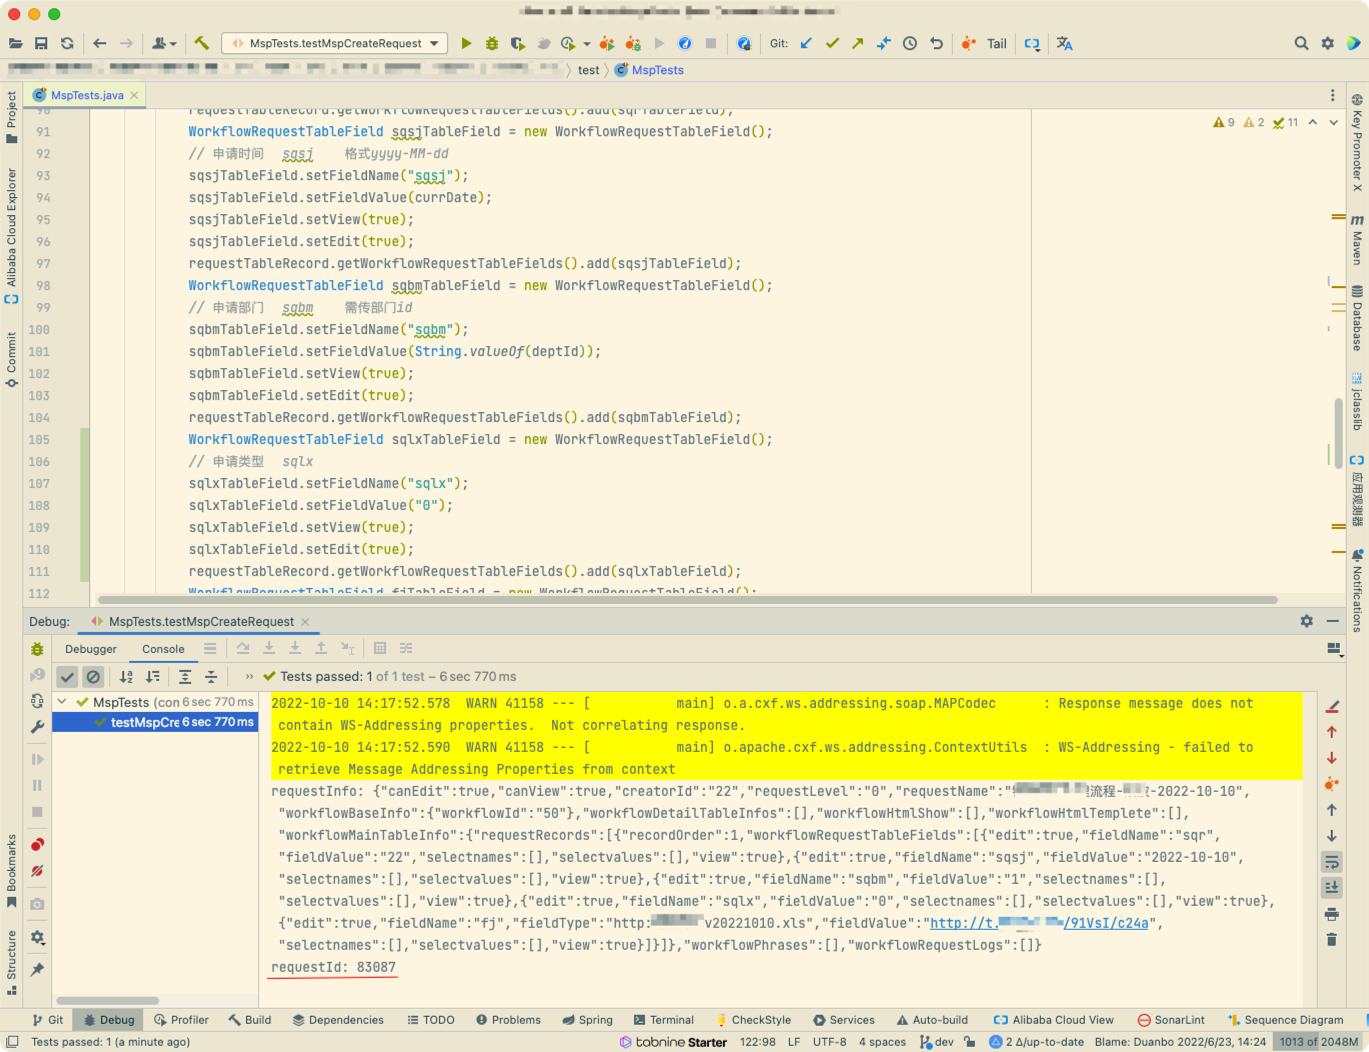 MspTests.testMspCreateRequest
Git:
Tail
test
MspTests
MspTests.java
9 2 11
90 requestTableRecord.getWorkflowRequestTableFields().add(sqrTableField);
91 WorkflowRequestTableField sqsjTableField = new WorkflowRequestTableField();
92 // 申请时间 sqsj 格式yyyy-MM-dd
93 sqsjTableField.setFieldName("sqsj");
94 sqsjTableField.setFieldValue(currDate);
95 sqsjTableField.setView(true);
96 sqsjTableField.setEdit(true);
97 requestTableRecord.getWorkflowRequestTableFields().add(sqsjTableField);
98 WorkflowRequestTableField sqbmTableField = new WorkflowRequestTableField();
99 // 申请部门 sqbm 需传部门id
100 sqbmTableField.setFieldName("sqbm");
101 sqbmTableField.setFieldValue(String.valueOf(deptId));
102 sqbmTableField.setView(true);
103 sqbmTableField.setEdit(true);
104 requestTableRecord.getWorkflowRequestTableFields().add(sqbmTableField);
105 WorkflowRequestTableField sqlxTableField = new WorkflowRequestTableField();
106 // 申请类型 sqlx
107 sqlxTableField.setFieldName("sqlx");
108 sqlxTableField.setFieldValue("0");
109 sqlxTableField.setView(true);
110 sqlxTableField.setEdit(true);
111 requestTableRecord.getWorkflowRequestTableFields().add(sqlxTableField);
112 WorkflowRequestTableField fjTableField = new WorkflowRequestTableField();
Project
Alibaba Cloud Explorer
Commit
Bookmarks
Structure
Key Promoter X
Maven
Database
jclasslib
应用观测器
Notifications
Debug: MspTests.testMspCreateRequest
Debugger Console
Tests passed: 1 of 1 test – 6 sec 770 ms
MspTests (con 6 sec 770 ms
testMspCre 6 sec 770 ms
2022-10-10 14:17:52.578 WARN 41158 --- [ main] o.a.cxf.ws.addressing.soap.MAPCodec : Response message does not
contain WS-Addressing properties. Not correlating response.
2022-10-10 14:17:52.590 WARN 41158 --- [ main] o.apache.cxf.ws.addressing.ContextUtils : WS-Addressing - failed to
retrieve Message Addressing Properties from context
requestInfo: {"canEdit":true,"canView":true,"creatorId":"22","requestLevel":"0","requestName":" 流程- -2022-10-10",
"workflowBaseInfo":{"workflowId":"50"},"workflowDetailTableInfos":[],"workflowHtmlShow":[],"workflowHtmlTemplete":[],
"workflowMainTableInfo":{"requestRecords":[{"recordOrder":1,"workflowRequestTableFields":[{"edit":true,"fieldName":"sqr",
"fieldValue":"22","selectnames":[],"selectvalues":[],"view":true},{"edit":true,"fieldName":"sqsj","fieldValue":"2022-10-10",
"selectnames":[],"selectvalues":[],"view":true},{"edit":true,"fieldName":"sqbm","fieldValue":"1","selectnames":[],
"selectvalues":[],"view":true},{"edit":true,"fieldName":"sqlx","fieldValue":"0","selectnames":[],"selectvalues":[],"view":true},
{"edit":true,"fieldName":"fj","fieldType":"http: v20221010.xls","fieldValue":"http://t. /91VsI/c24a",
"selectnames":[],"selectvalues":[],"view":true}]}]},"workflowPhrases":[],"workflowRequestLogs":[]}
requestId: 83087
Git Debug Profiler Build Dependencies TODO Problems Spring Terminal CheckStyle Services Auto-build Alibaba Cloud View SonarLint Sequence Diagram
Tests passed: 1 (a minute ago) tabnine Starter 122:98 LF UTF-8 4 spaces dev 2 Δ/up-to-date Blame: Duanbo 2022/6/23, 14:24 1013 of 2048M